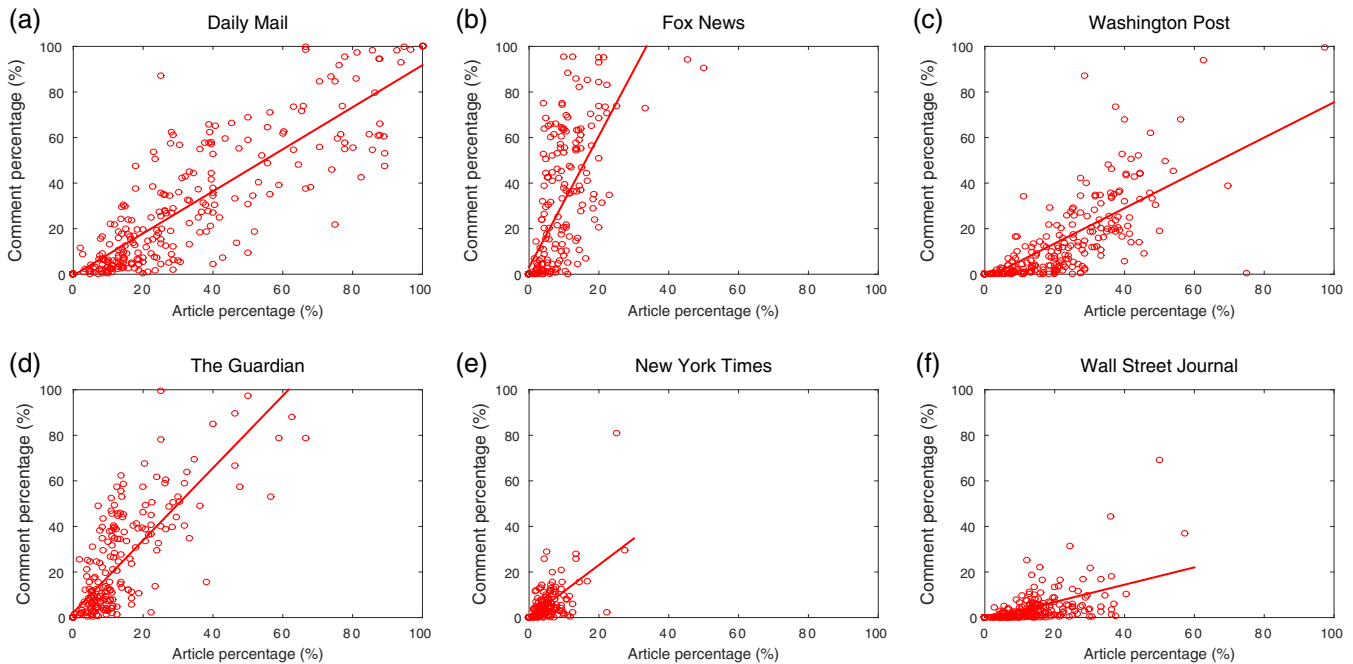 (a) Daily Mail
100
80
60
40
20
0
Comment percentage (%)
0 20 40 60 80 100
Article percentage (%)
(b) Fox News
100
80
60
40
20
0
Comment percentage (%)
0 20 40 60 80 100
Article percentage (%)
(c) Washington Post
100
80
60
40
20
0
Comment percentage (%)
0 20 40 60 80 100
Article percentage (%)
(d) The Guardian
100
80
60
40
20
0
Comment percentage (%)
0 20 40 60 80 100
Article percentage (%)
(e) New York Times
100
80
60
40
20
0
Comment percentage (%)
0 20 40 60 80 100
Article percentage (%)
(f) Wall Street Journal
100
80
60
40
20
0
Comment percentage (%)
0 20 40 60 80 100
Article percentage (%)